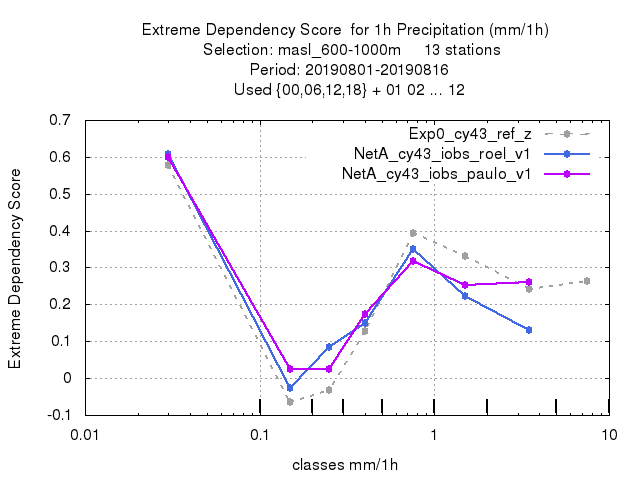 Extreme Dependency Score  for 1h Precipitation (mm/1h)
Selection: masl_600-1000m     13 stations
Period: 20190801-20190816
Used {00,06,12,18} + 01 02 ... 12
Exp0_cy43_ref_z
NetA_cy43_iobs_roel_v1
NetA_cy43_iobs_paulo_v1
Extreme Dependency Score
0.7
0.6
0.5
0.4
0.3
0.2
0.1
0
-0.1
0.01 0.1 1 10
classes mm/1h